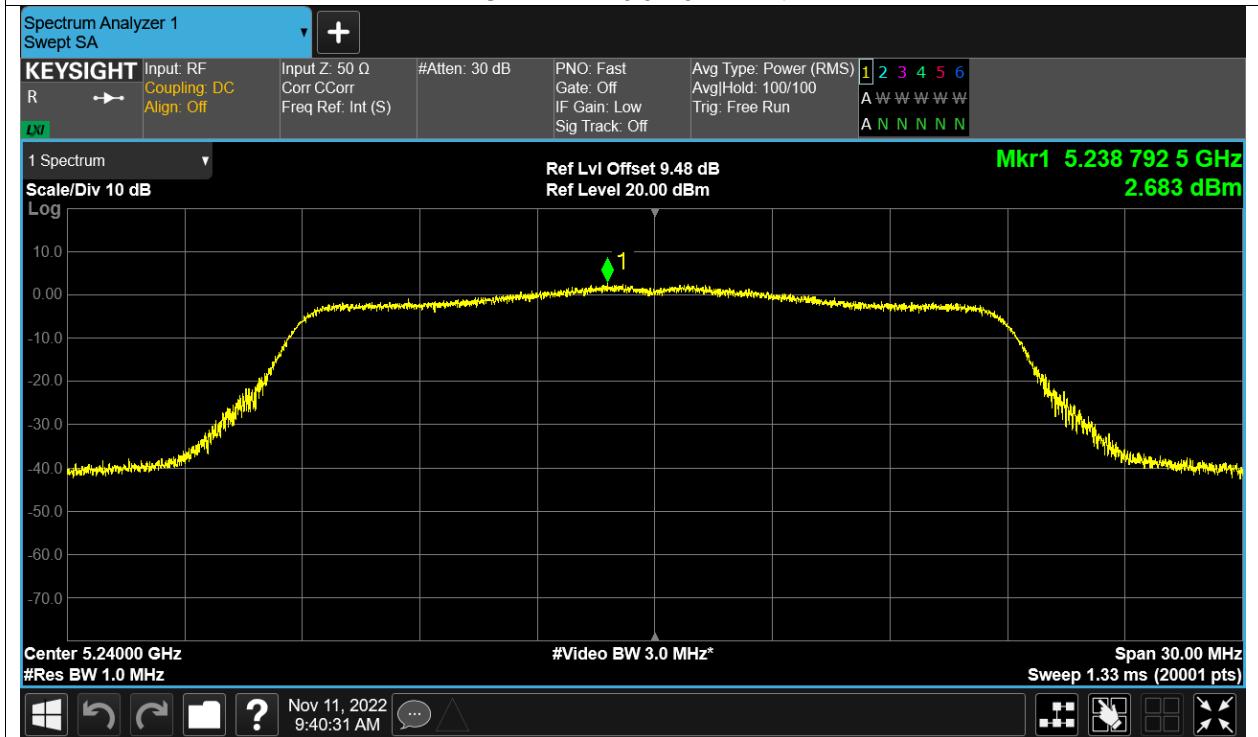 Spectrum Analyzer 1
Swept SA
KEYSIGHT
R
LXI
Input: RF
Coupling: DC
Align: Off
Input Z: 50 Ω
Corr CCorr
Freq Ref: Int (S)
#Atten: 30 dB
PNO: Fast
Gate: Off
IF Gain: Low
Sig Track: Off
Avg Type: Power (RMS)
Avg|Hold: 100/100
Trig: Free Run
1 2 3 4 5 6
A W W W W W
A N N N N N
1 Spectrum
Scale/Div 10 dB
Log
Ref Lvl Offset 9.48 dB
Ref Level 20.00 dBm
Mkr1 5.238 792 5 GHz
2.683 dBm
10.0
0.00
-10.0
-20.0
-30.0
-40.0
-50.0
-60.0
-70.0
1
Center 5.24000 GHz
#Res BW 1.0 MHz
#Video BW 3.0 MHz*
Span 30.00 MHz
Sweep 1.33 ms (20001 pts)
?
Nov 11, 2022
9:40:31 AM